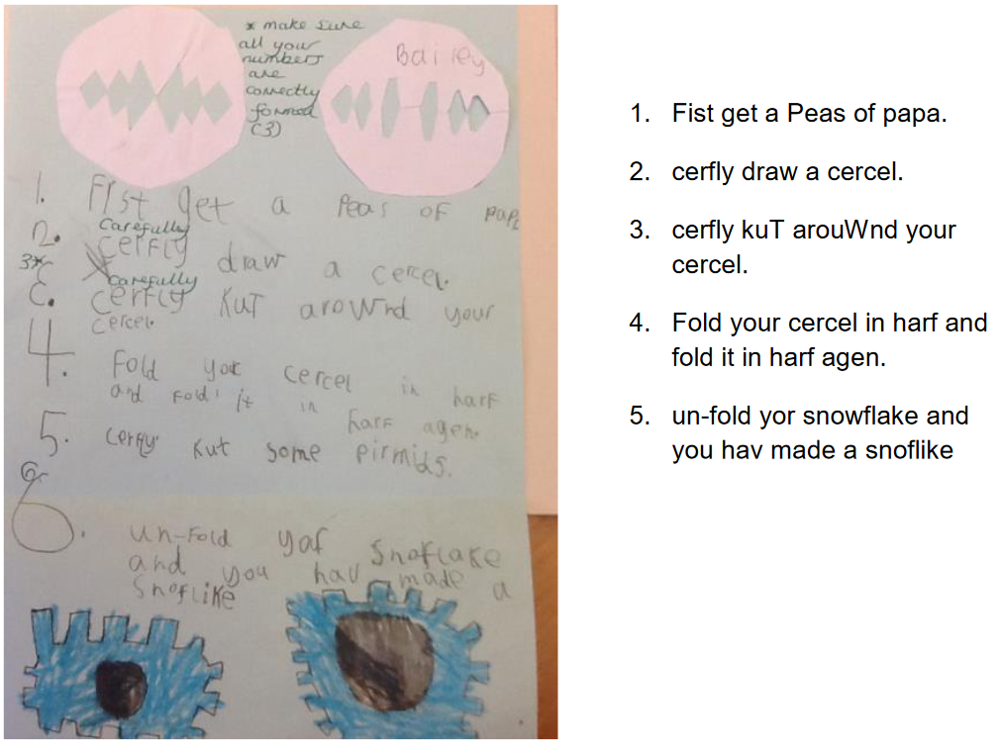 * make sure
all your
numbers
are
correctly
formed
(3)
Bailey
1. Fist get a Peas of papa
2. carefully
cerfly draw a cercel.
3*
carefully
3. cerfly KuT aroWnd your
cercel.
4. Fold your cercel in harf
and Fold it in
harf agen.
5. cerfly Kut some pirmids.
6
6. un-Fold yor Snoflake
and you hav made a
Snoflike
1. Fist get a Peas of papa.
2. cerfly draw a cercel.
3. cerfly kuT arouWnd your
cercel.
4. Fold your cercel in harf and
fold it in harf agen.
5. un-fold yor snowflake and
you hav made a snoflike